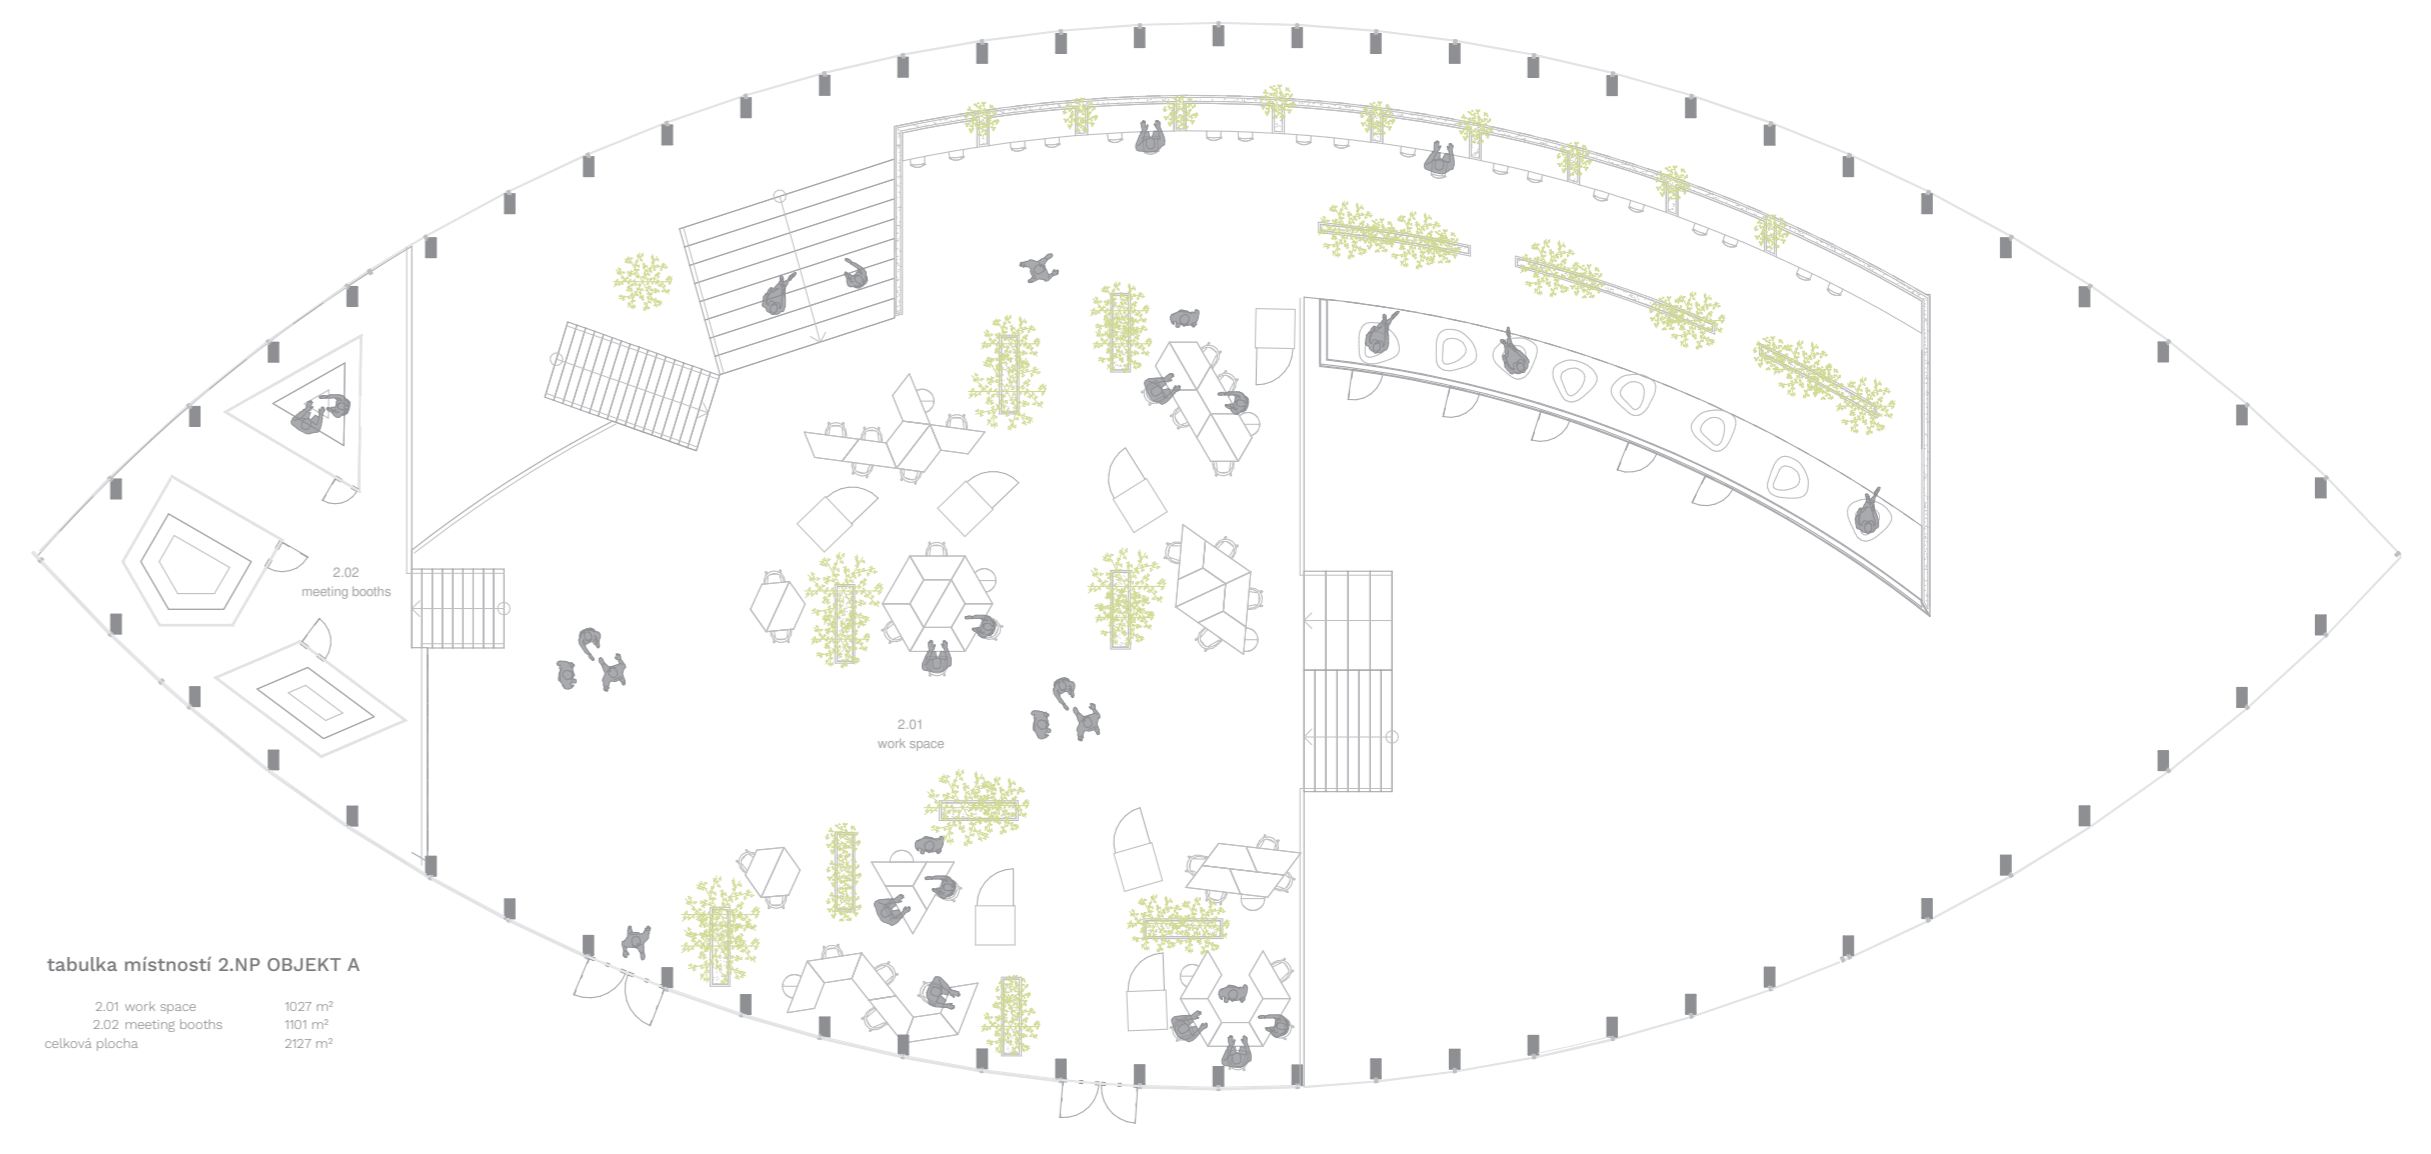 2.02
meeting booths
2.01
work space
tabulka místností 2.NP OBJEKT A
2.01 work space 1027 m²
2.02 meeting booths 1101 m²
celková plocha 2127 m²